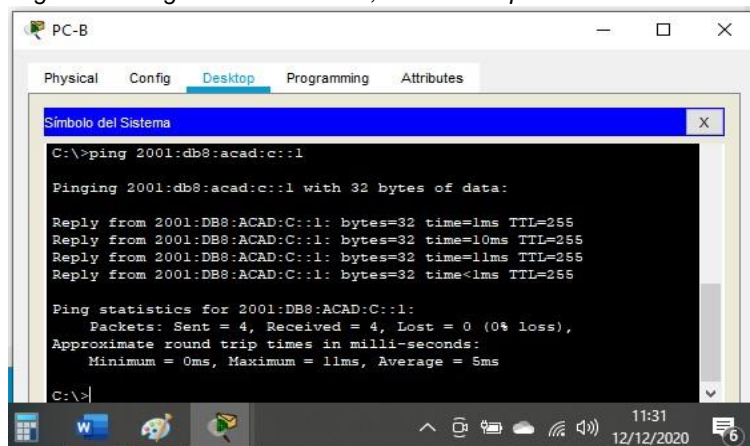 PC-B
Physical Config Desktop Programming Attributes
Símbolo del Sistema X
C:\>ping 2001:db8:acad:c::1
Pinging 2001:db8:acad:c::1 with 32 bytes of data:
Reply from 2001:DB8:ACAD:C::1: bytes=32 time=1ms TTL=255
Reply from 2001:DB8:ACAD:C::1: bytes=32 time=10ms TTL=255
Reply from 2001:DB8:ACAD:C::1: bytes=32 time=11ms TTL=255
Reply from 2001:DB8:ACAD:C::1: bytes=32 time<1ms TTL=255
Ping statistics for 2001:DB8:ACAD:C::1:
Packets: Sent = 4, Received = 4, Lost = 0 (0% loss),
Approximate round trip times in milli-seconds:
Minimum = 0ms, Maximum = 11ms, Average = 5ms
C:\>
11:31
12/12/2020
6